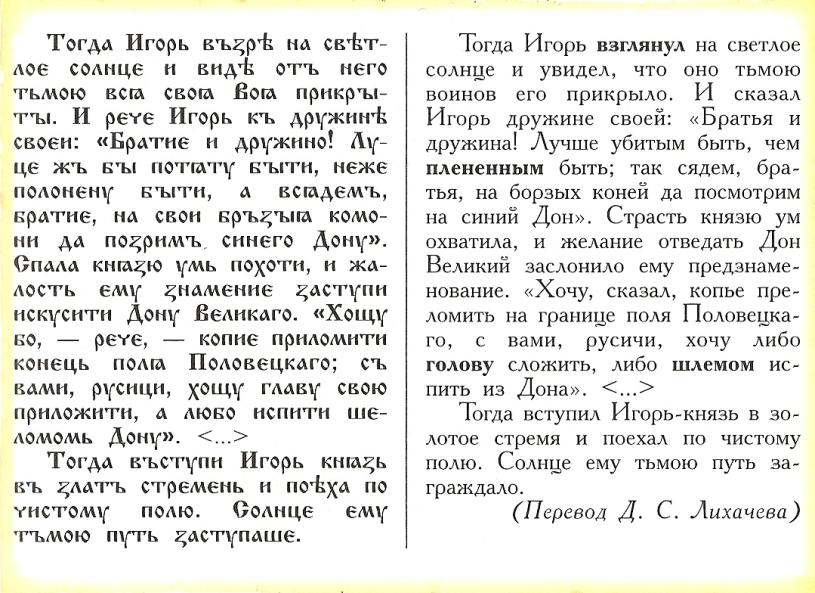 Тогда Игорь възрѣ на свѣт-
лое солнце и видѣ отъ него
тьмою вся своя воя прикры-
ты. И рече Игорь къ дружинѣ
своеи: «Братие и дружино! Лу-
це жъ бы потяту быти, неже
полонену быти, а всядемъ,
братие, на свои бръзыя комо-
ни да позримъ синего Дону».
Спала князю умь похоти, и жа-
лость ему знамение заступи
искусити Дону Великаго. «Хощу
бо, — рече, — копие приломити
конець поля Половецкаго; съ
вами, русици, хощу главу свою
приложити, а любо испити ше-
ломомь Дону». <...>
Тогда въступи Игорь князь
въ златъ стремень и поѣха по
чистому полю. Солнце ему
тъмою путь заступаше.
Тогда Игорь взглянул на светлое
солнце и увидел, что оно тьмою
воинов его прикрыло. И сказал
Игорь дружине своей: «Братья и
дружина! Лучше убитым быть, чем
плененным быть; так сядем, бра-
тья, на борзых коней да посмотрим
на синий Дон». Страсть князю ум
охватила, и желание отведать Дон
Великий заслонило ему предзнаме-
нование. «Хочу, сказал, копье пре-
ломить на границе поля Половецка-
го, с вами, русичи, хочу либо
голову сложить, либо шлемом ис-
пить из Дона». <...>
Тогда вступил Игорь-князь в зо-
лотое стремя и поехал по чистому
полю. Солнце ему тьмою путь за-
граждало.
(Перевод Д. С. Лихачева)